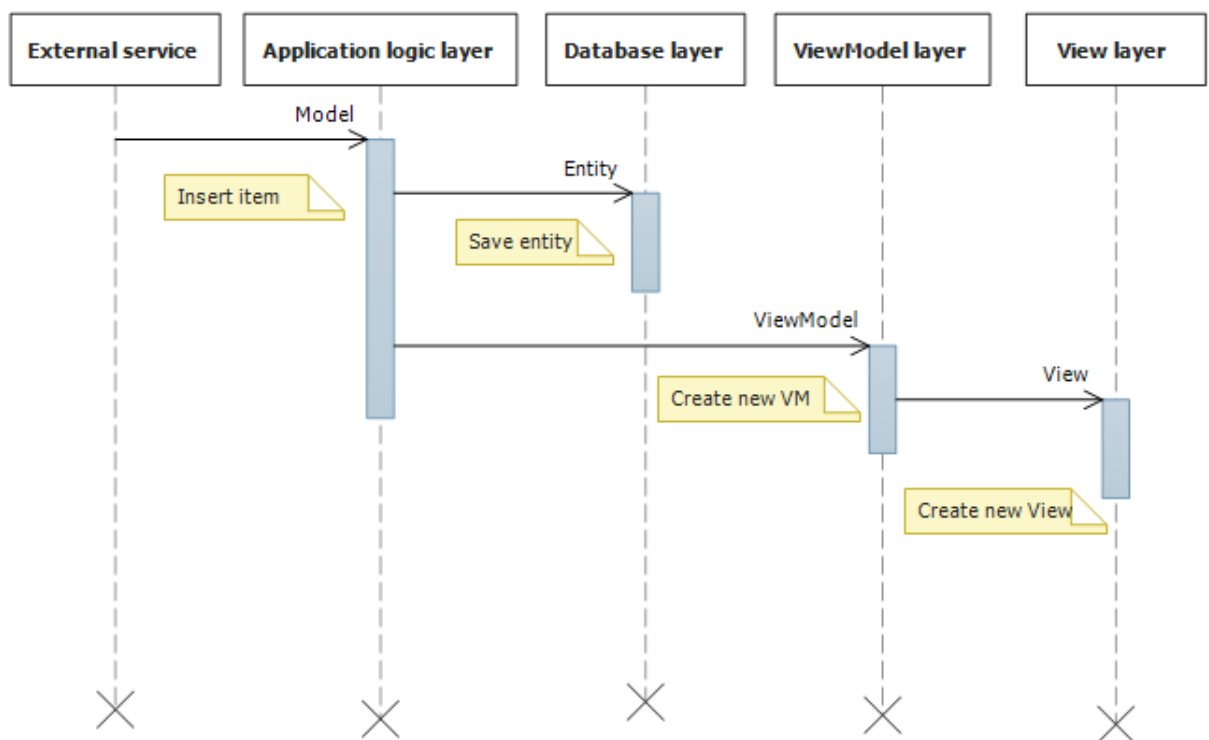 External service
Application logic layer
Database layer
ViewModel layer
View layer
Model
Insert item
Entity
Save entity
ViewModel
Create new VM
View
Create new View